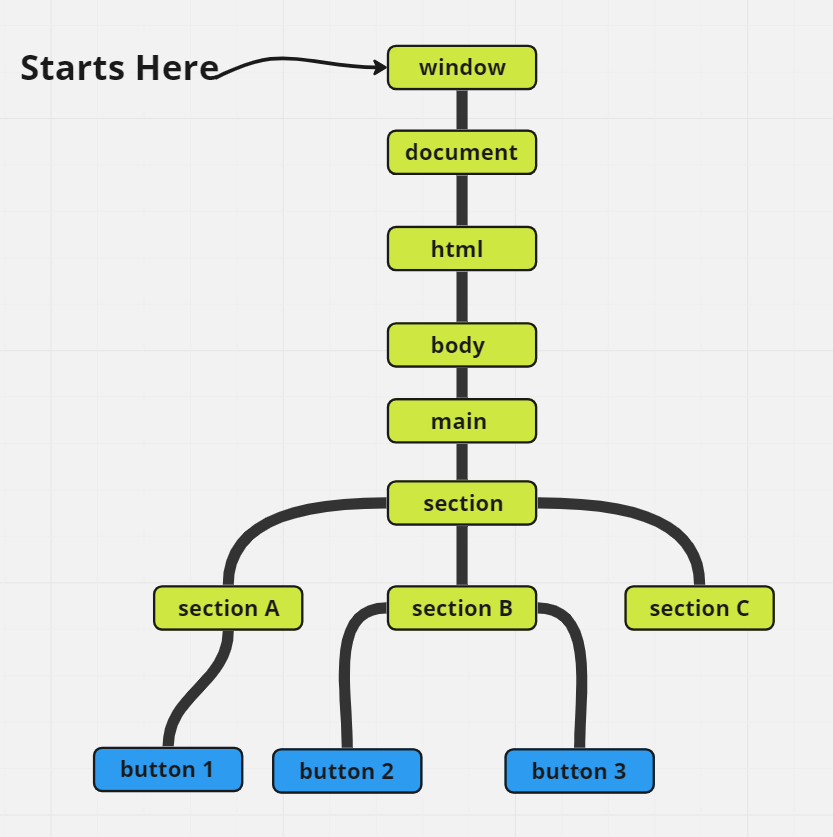 Starts Here
window
document
html
body
main
section
section A
section B
section C
button 1
button 2
button 3